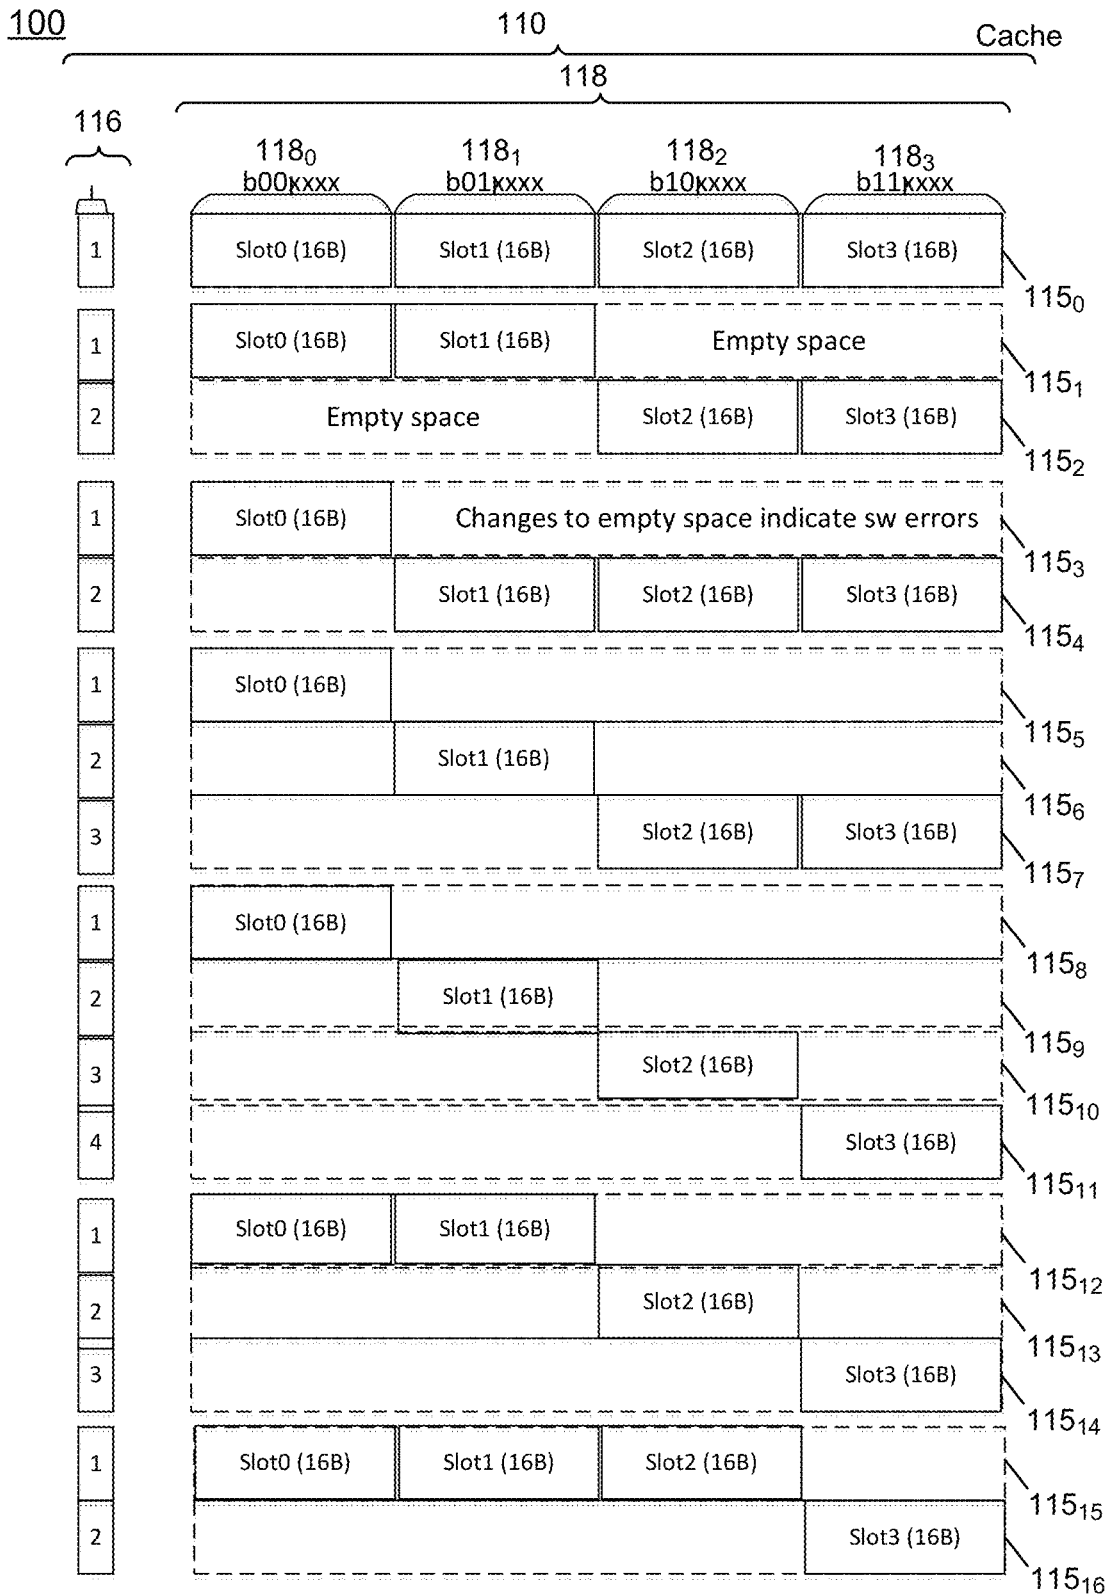 100 110 Cache
118
116
118₀ 118₁ 118₂ 118₃
b00xxxx b01xxxx b10xxxx b11xxxx
1 Slot0 (16B) Slot1 (16B) Slot2 (16B) Slot3 (16B)
115₀
1 Slot0 (16B) Slot1 (16B) Empty space
115₁
2 Empty space Slot2 (16B) Slot3 (16B)
115₂
1 Slot0 (16B) Changes to empty space indicate sw errors
115₃
2 Slot1 (16B) Slot2 (16B) Slot3 (16B)
115₄
1 Slot0 (16B)
115₅
2 Slot1 (16B)
115₆
3 Slot2 (16B) Slot3 (16B)
115₇
1 Slot0 (16B)
115₈
2 Slot1 (16B)
115₉
3 Slot2 (16B)
115₁₀
4 Slot3 (16B)
115₁₁
1 Slot0 (16B) Slot1 (16B)
115₁₂
2 Slot2 (16B)
115₁₃
3 Slot3 (16B)
115₁₄
1 Slot0 (16B) Slot1 (16B) Slot2 (16B)
115₁₅
2 Slot3 (16B)
115₁₆